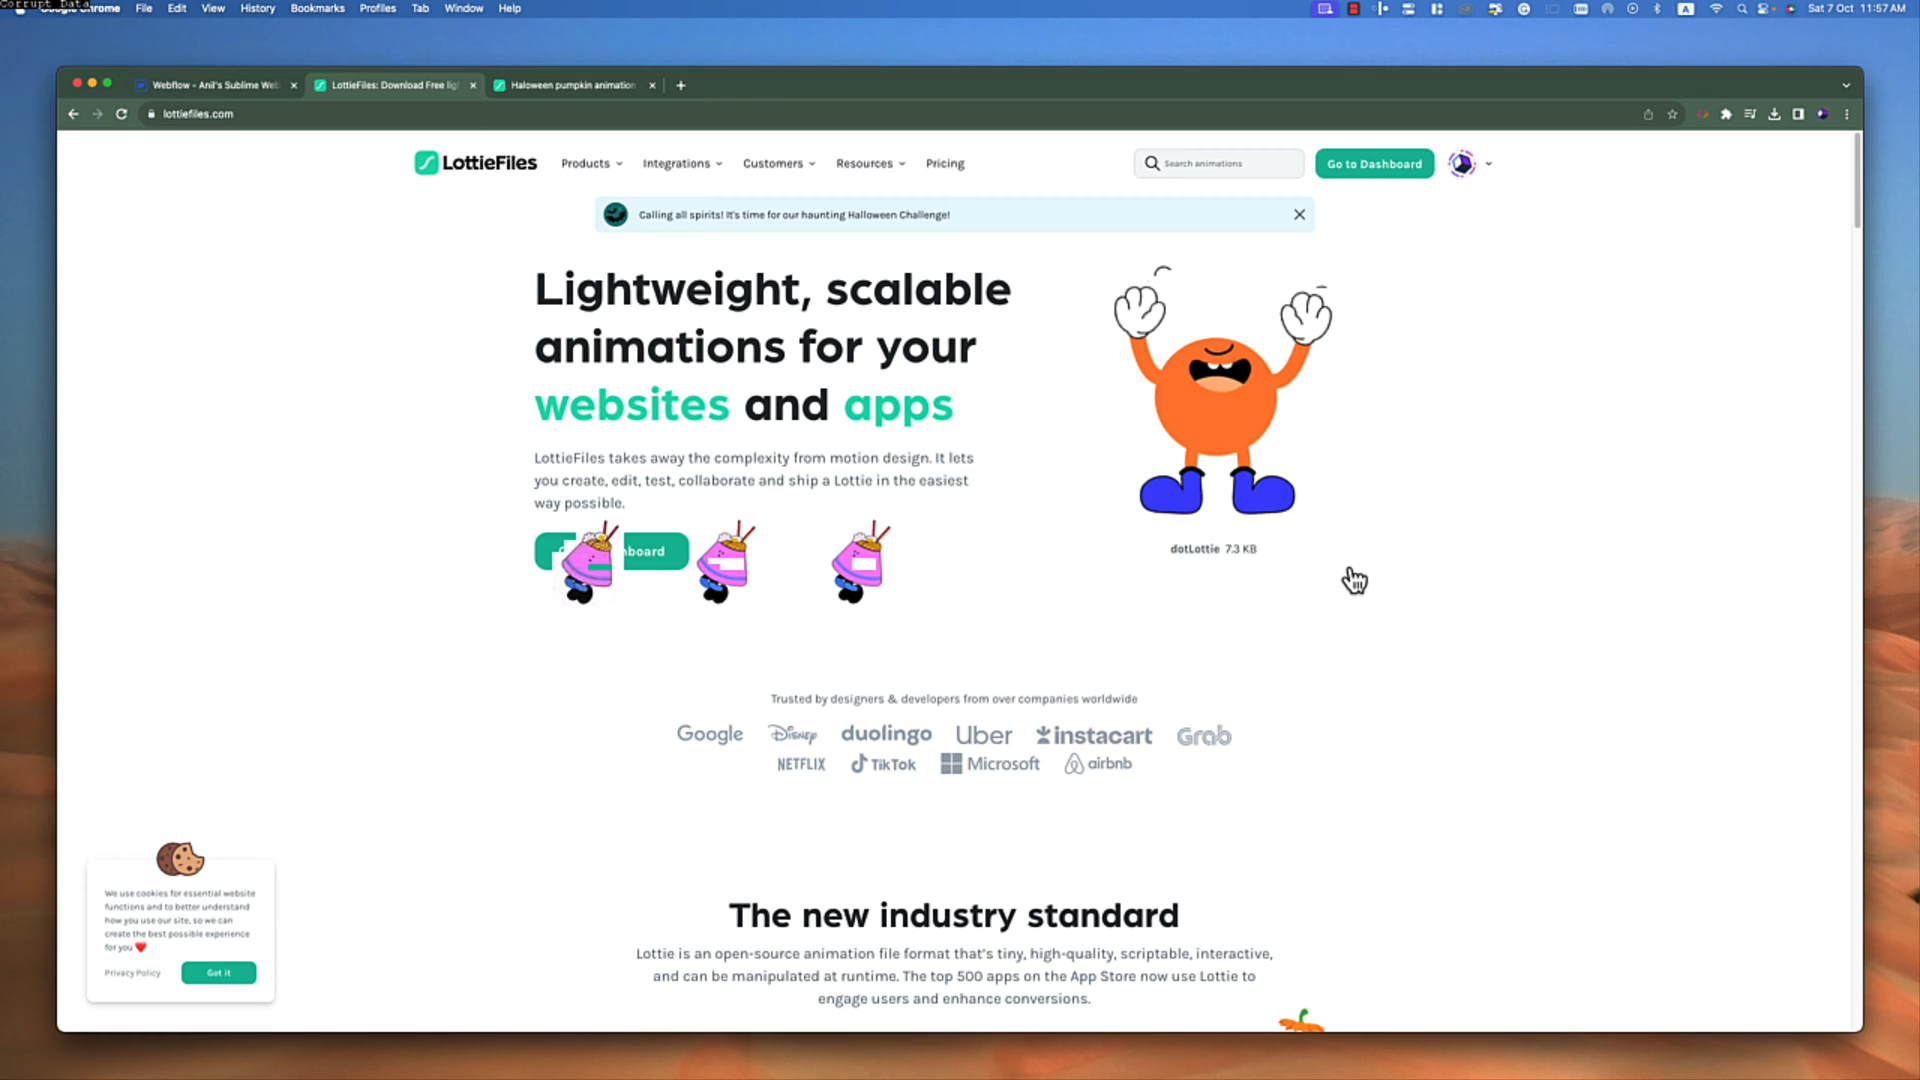 Corrupt Data
Chrome File Edit View History Bookmarks Profiles Tab Window Help
Sat 7 Oct 11:57 AM
Webflow - Anil's Sublime Web
LottieFiles: Download Free lig
Haloween pumpkin animation
lottiefiles.com
LottieFiles Products Integrations Customers Resources Pricing
Search animations
Go to Dashboard
Calling all spirits! It's time for our haunting Halloween Challenge!
Lightweight, scalable
animations for your
websites and apps
LottieFiles takes away the complexity from motion design. It lets
you create, edit, test, collaborate and ship a Lottie in the easiest
way possible.
board
dotLottie 7.3 KB
Trusted by designers & developers from over companies worldwide
Google Disney duolingo Uber instacart Grab
NETFLIX TikTok Microsoft airbnb
We use cookies for essential website
functions and to better understand
how you use our site, so we can
create the best possible experience
for you ❤️
Privacy Policy Got it
The new industry standard
Lottie is an open-source animation file format that's tiny, high-quality, scriptable, interactive,
and can be manipulated at runtime. The top 500 apps on the App Store now use Lottie to
engage users and enhance conversions.